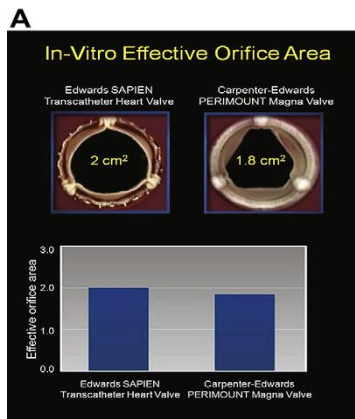 A
In-Vitro Effective Orifice Area
Edwards SAPIEN
Transcatheter Heart Valve
Carpenter-Edwards
PERIMOUNT Magna Valve
2 cm²
1.8 cm²
Effective orifice area
3.0
2.0
1.0
0.0
Edwards SAPIEN
Transcatheter Heart Valve
Carpenter-Edwards
PERIMOUNT Magna Valve